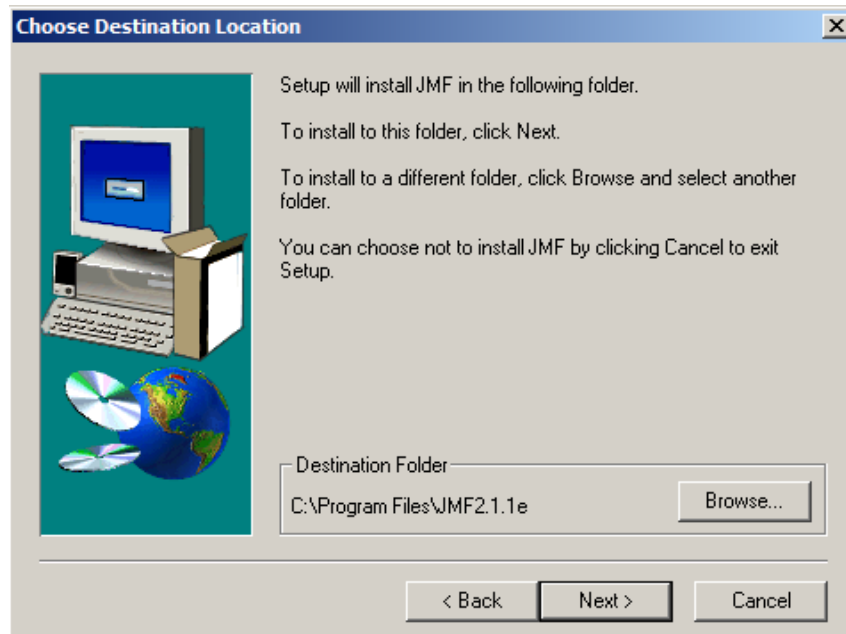 Choose Destination Location
Setup will install JMF in the following folder.
To install to this folder, click Next.
To install to a different folder, click Browse and select another
folder.
You can choose not to install JMF by clicking Cancel to exit
Setup.
Destination Folder
C:\Program Files\JMF2.1.1e
Browse...
< Back
Next >
Cancel